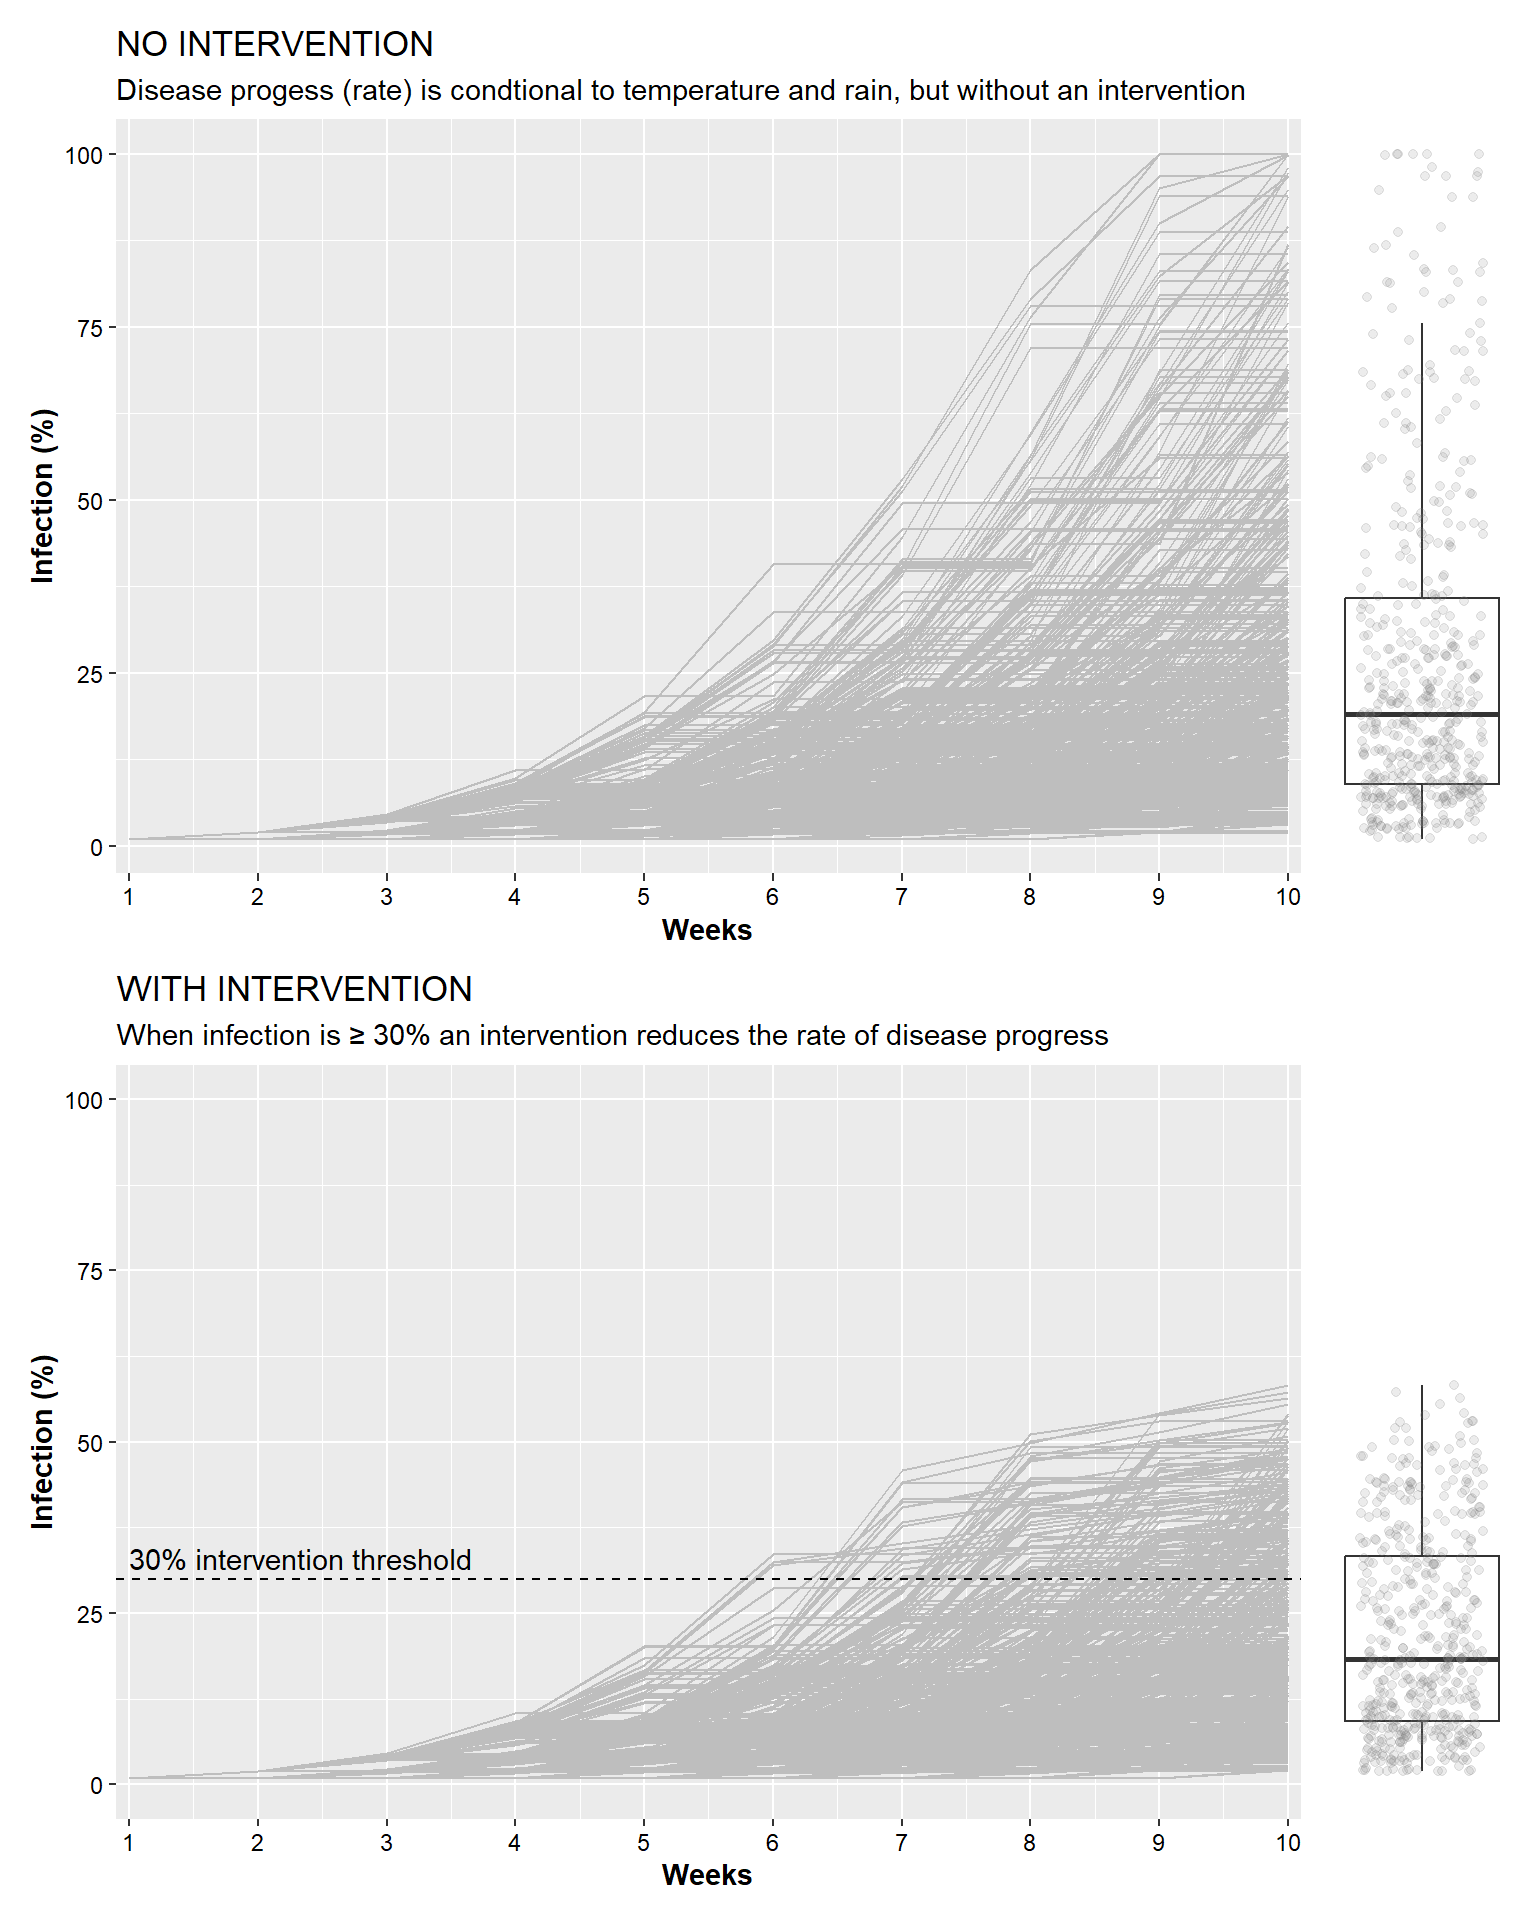 NO INTERVENTION
Disease progess (rate) is condtional to temperature and rain, but without an intervention
100
75
50
25
0
Infection (%)
1 2 3 4 5 6 7 8 9 10
Weeks
WITH INTERVENTION
When infection is ≥ 30% an intervention reduces the rate of disease progress
100
75
50
25
0
Infection (%)
30% intervention threshold
1 2 3 4 5 6 7 8 9 10
Weeks